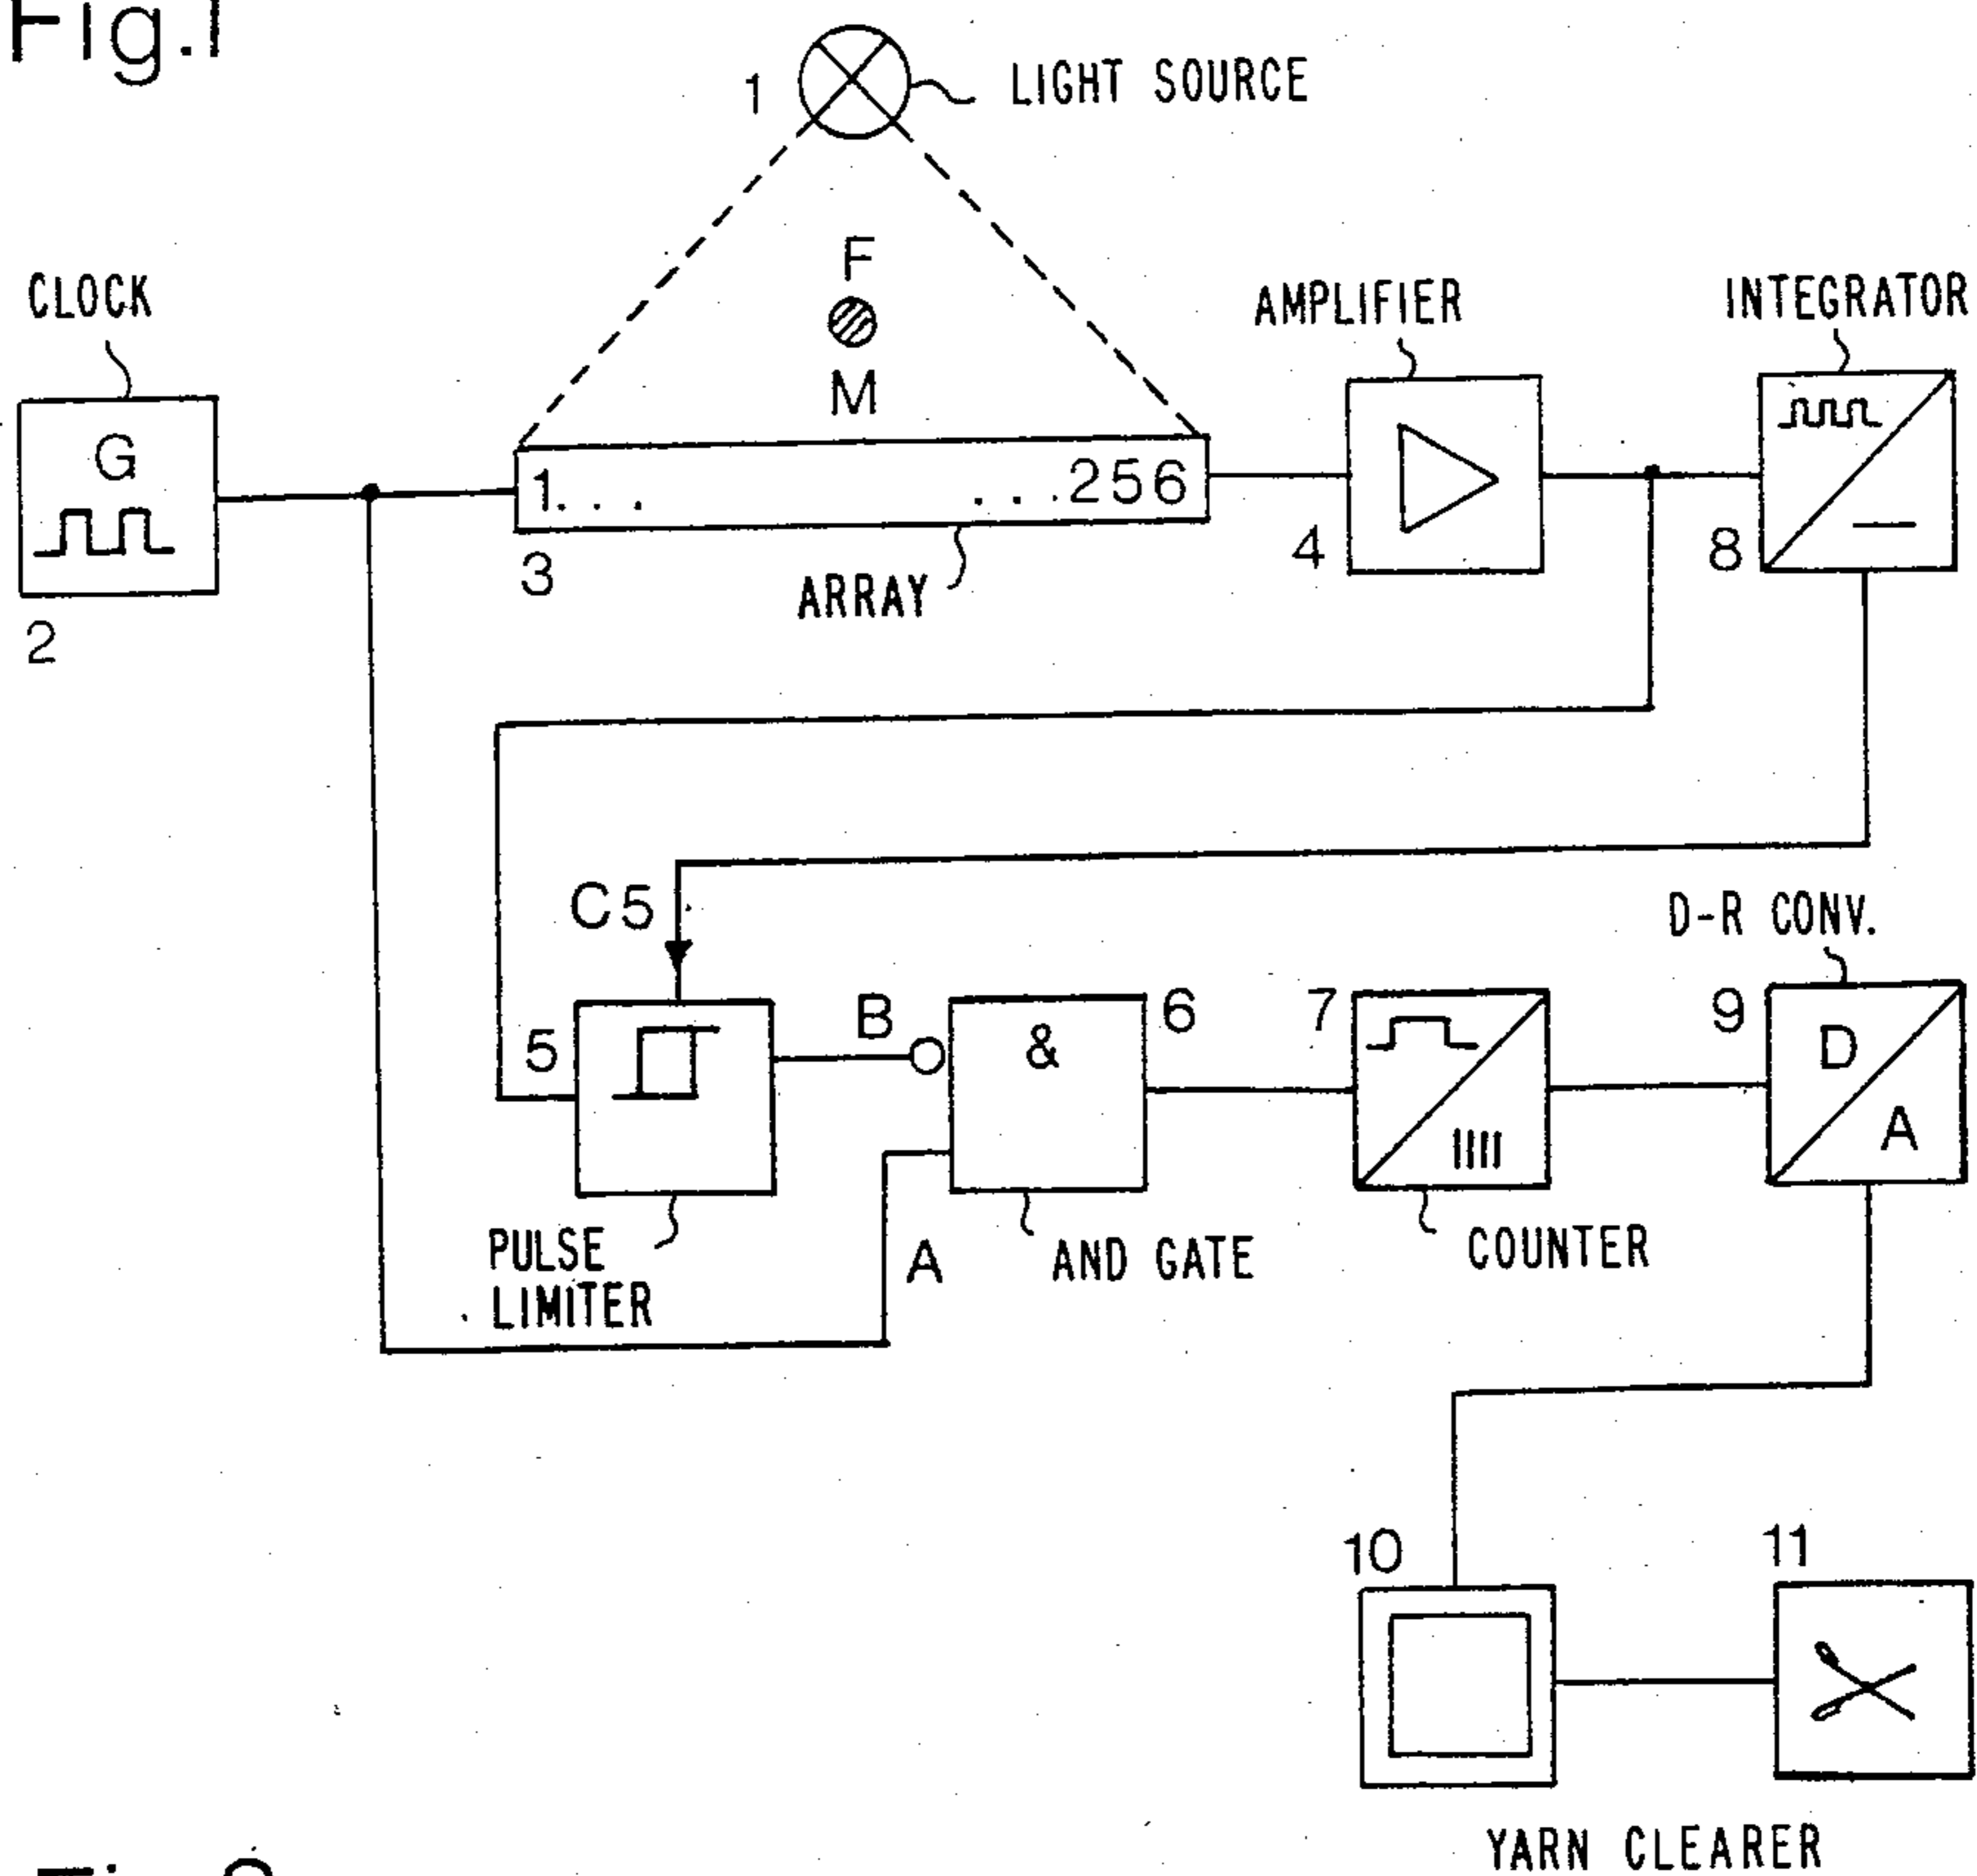 Fig.1
1 LIGHT SOURCE
F
M
CLOCK
G
2
1... ...256
3
ARRAY
AMPLIFIER
4
INTEGRATOR
8
C5
5
PULSE
LIMITER
B
A
&
6
AND GATE
7
COUNTER
D-R CONV.
9
D
A
10
11
YARN CLEARER